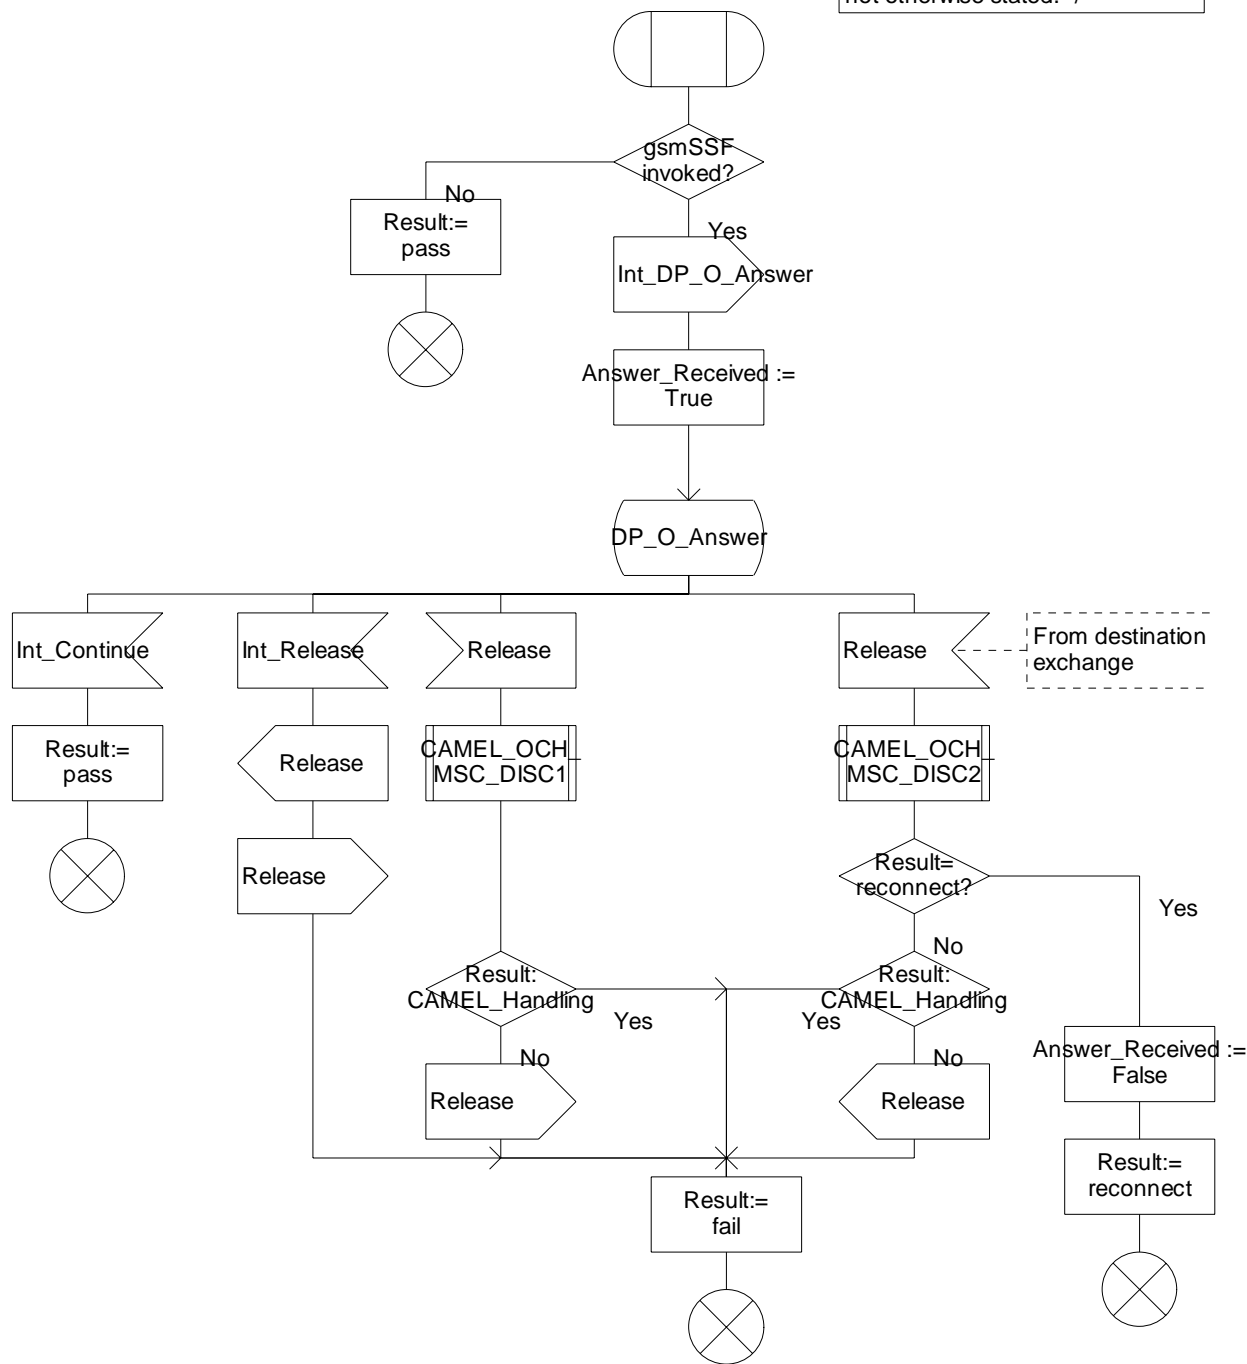 not otherwise stated. */
gsmSSF
invoked?
No
Yes
Result:=
pass
Int_DP_O_Answer
Answer_Received :=
True
DP_O_Answer
Int_Continue
Int_Release
Release
Release
From destination
exchange
Result:=
pass
Release
CAMEL_OCH_
MSC_DISC1
CAMEL_OCH_
MSC_DISC2
Release
Result=
reconnect?
Yes
No
Result:
CAMEL_Handling
Yes
No
Result:
CAMEL_Handling
Yes
No
Release
Release
Answer_Received :=
False
Result:=
reconnect
Result:=
fail